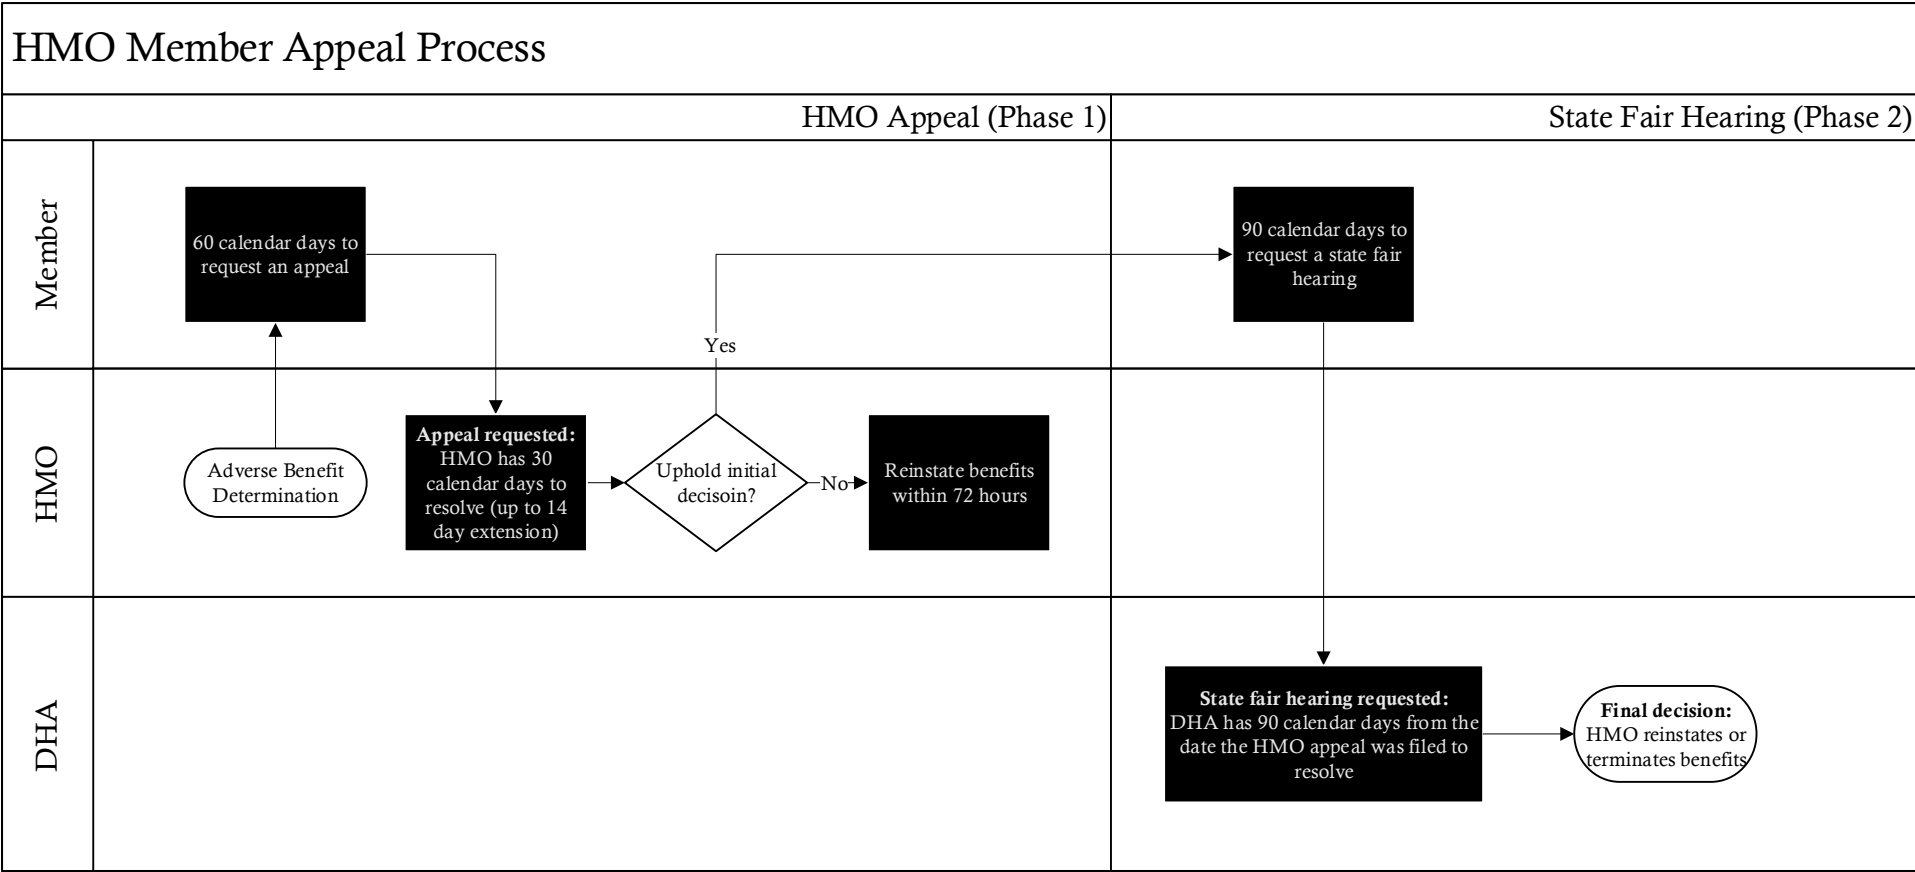 HMO Member Appeal Process
HMO Appeal (Phase 1)
State Fair Hearing (Phase 2)
Member
60 calendar days to
request an appeal
Yes
90 calendar days to
request a state fair
hearing
HMO
Adverse Benefit
Determination
Appeal requested:
HMO has 30
calendar days to
resolve (up to 14
day extension)
Uphold initial
decisoin?
No
Reinstate benefits
within 72 hours
DHA
State fair hearing requested:
DHA has 90 calendar days from the
date the HMO appeal was filed to
resolve
Final decision:
HMO reinstates or
terminates benefits